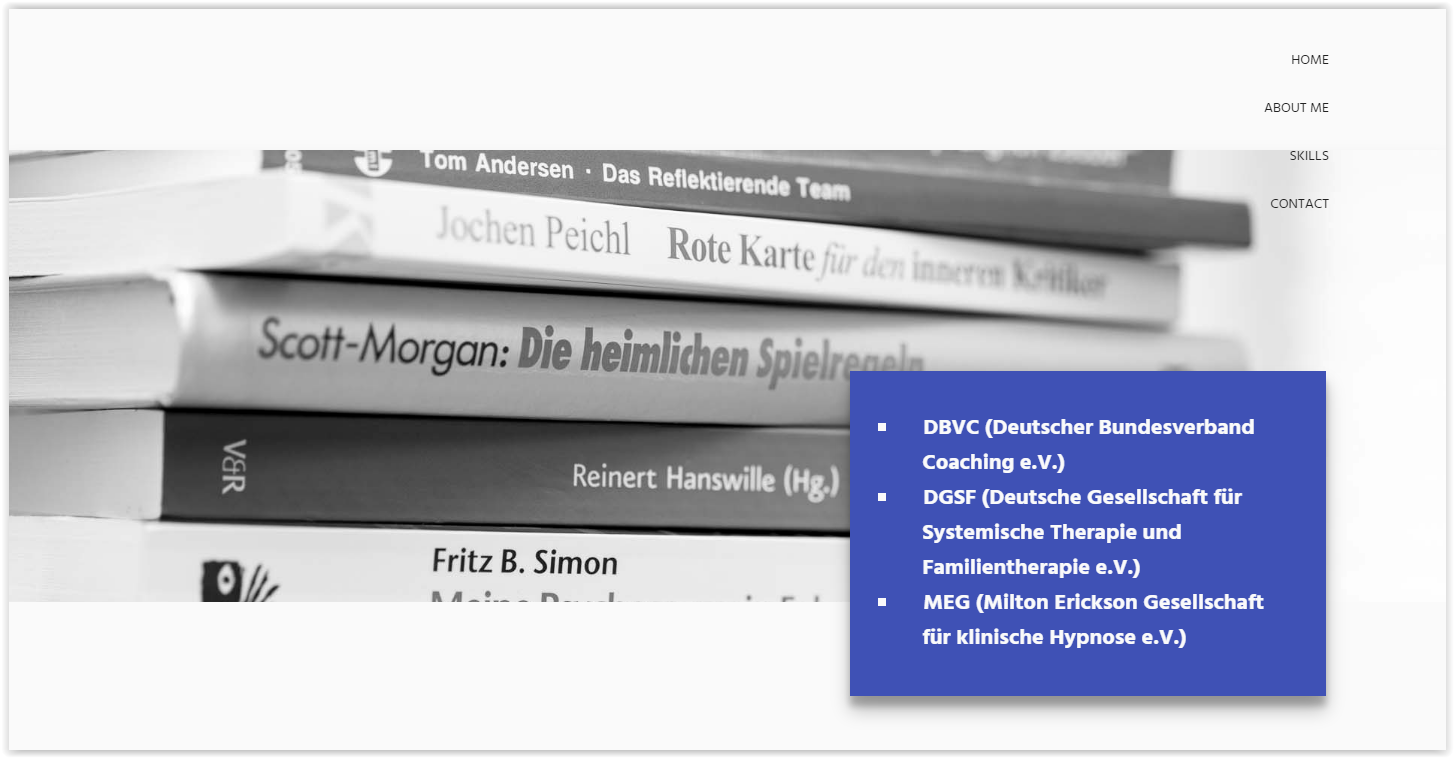 HOME
ABOUT ME
SKILLS
CONTACT
Tom Andersen · Das Reflektierende Team
Jochen Peichl Rote Karte für den inneren Kritiker
Scott-Morgan: Die heimlichen Spielregeln
V&R
Reinert Hanswille (Hg.)
Fritz B. Simon
Meine
▪ DBVC (Deutscher Bundesverband
Coaching e.V.)
▪ DGSF (Deutsche Gesellschaft für
Systemische Therapie und
Familientherapie e.V.)
▪ MEG (Milton Erickson Gesellschaft
für klinische Hypnose e.V.)